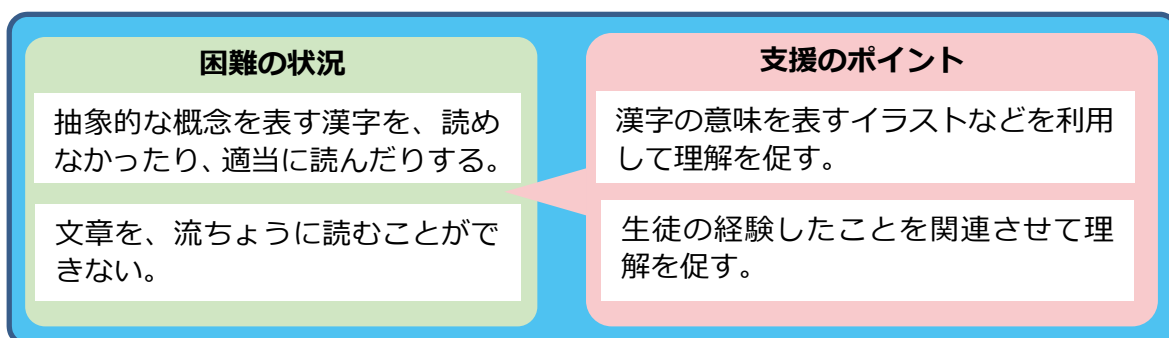 困難の状況
抽象的な概念を表す漢字を、読め
なかったり、適当に読んだりする。
文章を、流ちょうに読むことがで
きない。
支援のポイント
漢字の意味を表すイラストなどを利用
して理解を促す。
生徒の経験したことを関連させて理
解を促す。